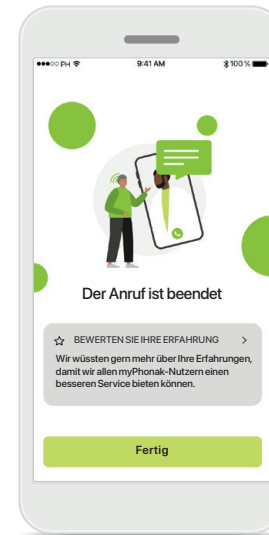 PH 9:41 AM 100 %
Der Anruf ist beendet
BEWERTEN SIE IHRE ERFAHRUNG
Wir wüssten gern mehr über Ihre Erfahrungen,
damit wir allen myPhonak-Nutzern einen
besseren Service bieten können.
Fertig